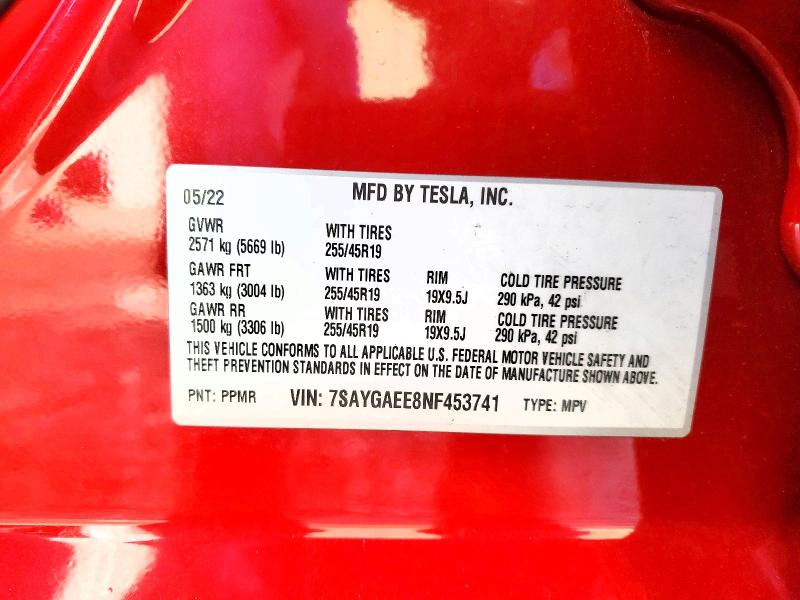 05/22 MFD BY TESLA, INC.
GVWR WITH TIRES
2571 kg (5669 lb) 255/45R19
GAWR FRT WITH TIRES RIM COLD TIRE PRESSURE
1363 kg (3004 lb) 255/45R19 19X9.5J 290 kPa, 42 psi
GAWR RR WITH TIRES RIM COLD TIRE PRESSURE
1500 kg (3306 lb) 255/45R19 19X9.5J 290 kPa, 42 psi
THIS VEHICLE CONFORMS TO ALL APPLICABLE U.S. FEDERAL MOTOR VEHICLE SAFETY AND
THEFT PREVENTION STANDARDS IN EFFECT ON THE DATE OF MANUFACTURE SHOWN ABOVE.
PNT: PPMR VIN: 7SAYGAEE8NF453741 TYPE: MPV